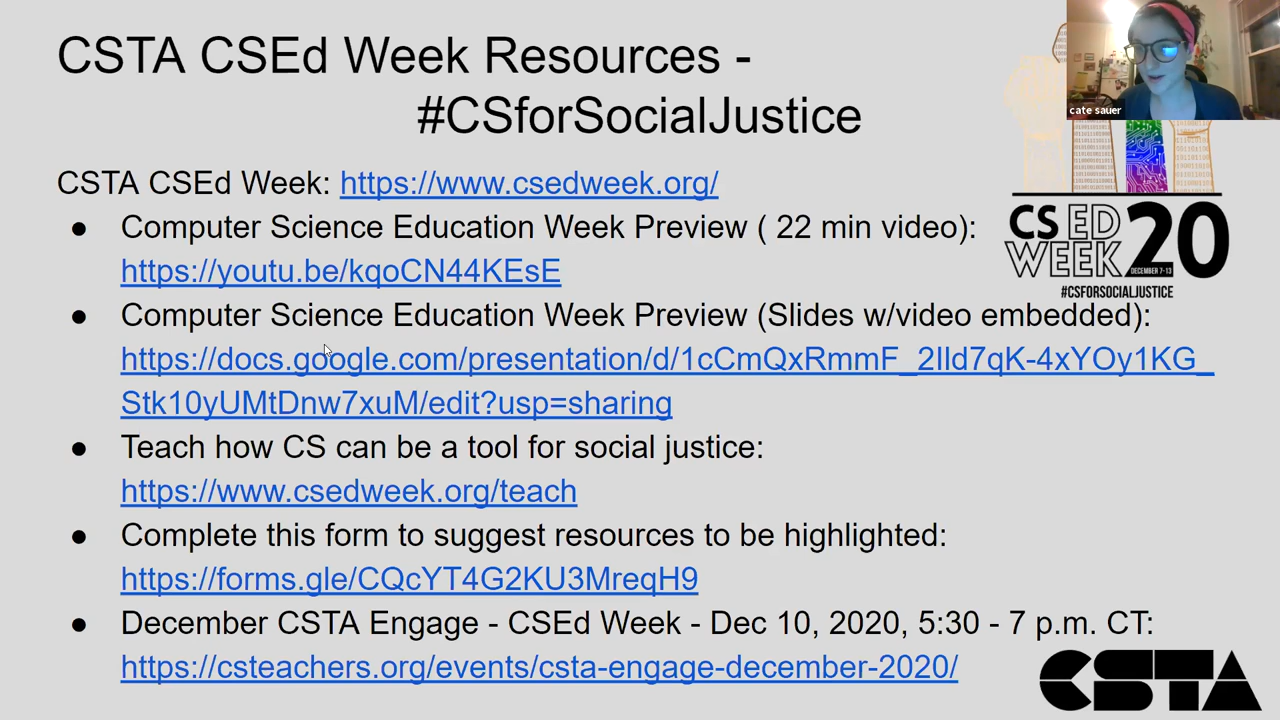 CSTA CSEd Week Resources -
#CSforSocialJustice
cate sauer
CSTA CSEd Week: https://www.csedweek.org/
● Computer Science Education Week Preview ( 22 min video):
https://youtu.be/kqoCN44KEsE
● Computer Science Education Week Preview (Slides w/video embedded):
https://docs.google.com/presentation/d/1cCmQxRmmF_2lld7qK-4xYOy1KG_
Stk10yUMtDnw7xuM/edit?usp=sharing
● Teach how CS can be a tool for social justice:
https://www.csedweek.org/teach
● Complete this form to suggest resources to be highlighted:
https://forms.gle/CQcYT4G2KU3MreqH9
● December CSTA Engage - CSEd Week - Dec 10, 2020, 5:30 - 7 p.m. CT:
https://csteachers.org/events/csta-engage-december-2020/
CS ED
WEEK 20
DECEMBER 7-13
#CSFORSOCIALJUSTICE
CSTA